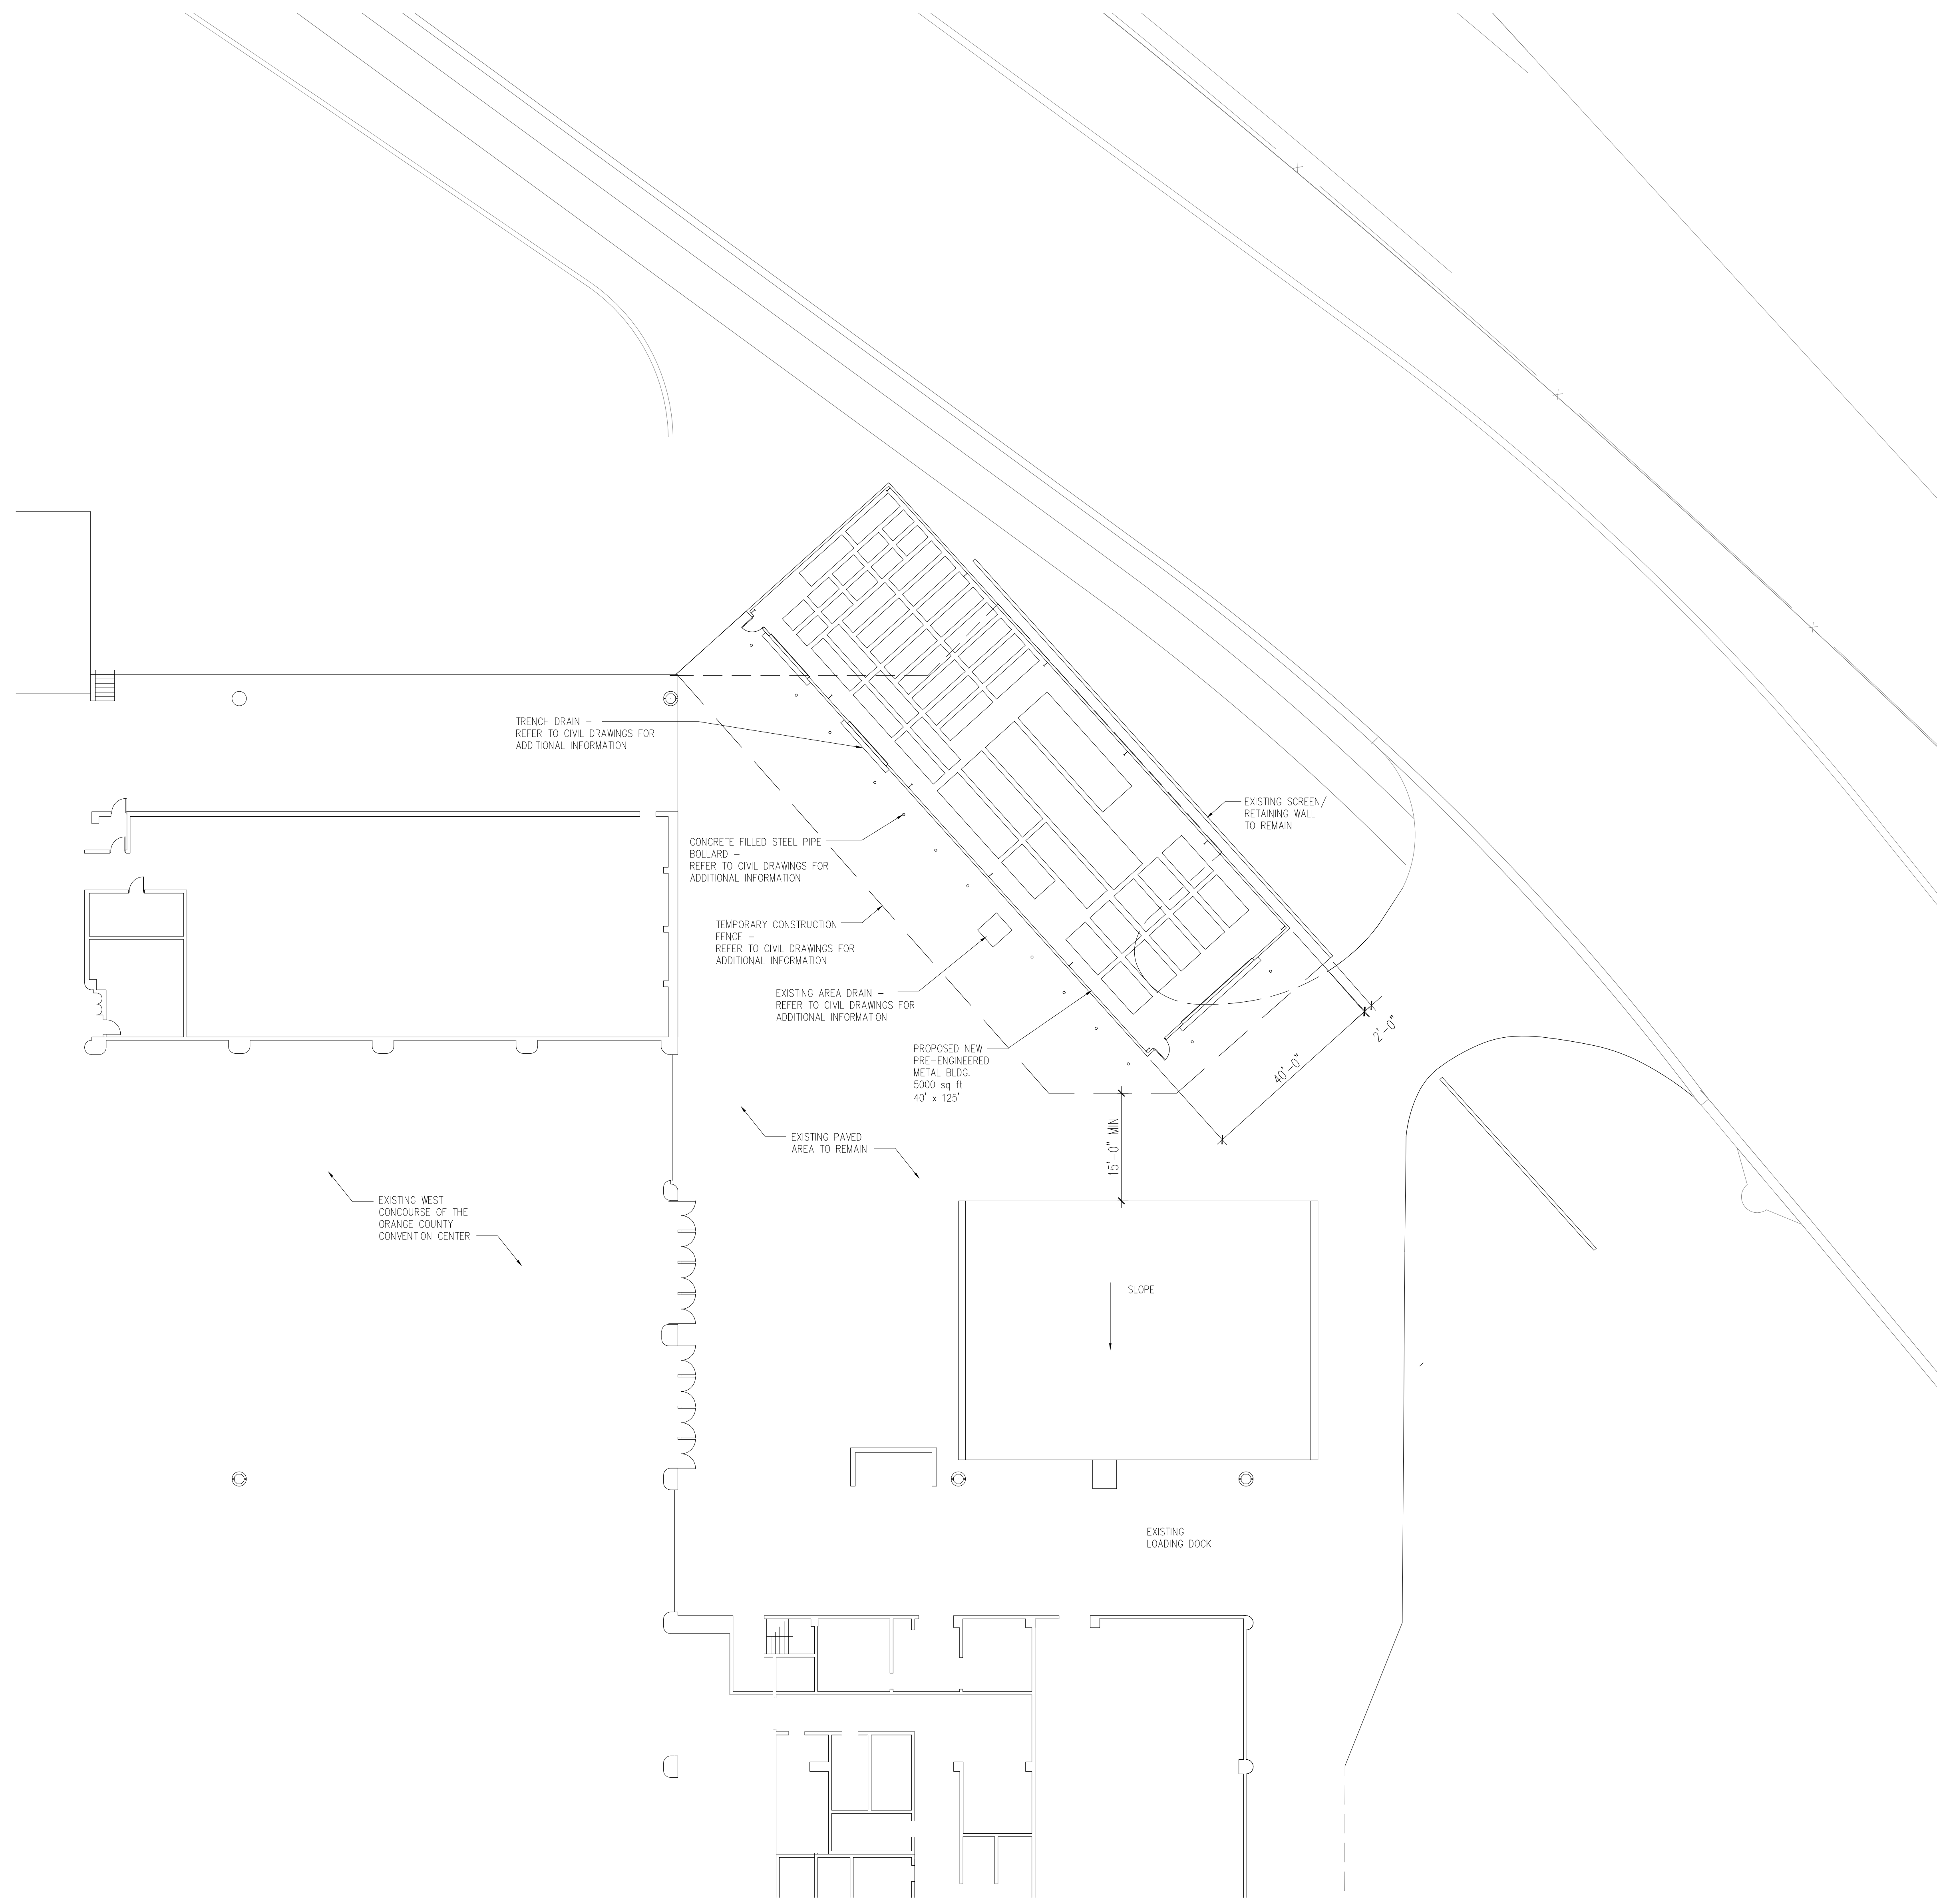 TRENCH DRAIN –
REFER TO CIVIL DRAWINGS FOR
ADDITIONAL INFORMATION
EXISTING SCREEN/
RETAINING WALL
TO REMAIN
CONCRETE FILLED STEEL PIPE
BOLLARD –
REFER TO CIVIL DRAWINGS FOR
ADDITIONAL INFORMATION
TEMPORARY CONSTRUCTION
FENCE –
REFER TO CIVIL DRAWINGS FOR
ADDITIONAL INFORMATION
EXISTING AREA DRAIN –
REFER TO CIVIL DRAWINGS FOR
ADDITIONAL INFORMATION
2'-0"
40'-0"
PROPOSED NEW
PRE-ENGINEERED
METAL BLDG.
5000 sq ft
40' x 125'
15'-0" MIN
EXISTING PAVED
AREA TO REMAIN
EXISTING WEST
CONCOURSE OF THE
ORANGE COUNTY
CONVENTION CENTER
SLOPE
EXISTING
LOADING DOCK